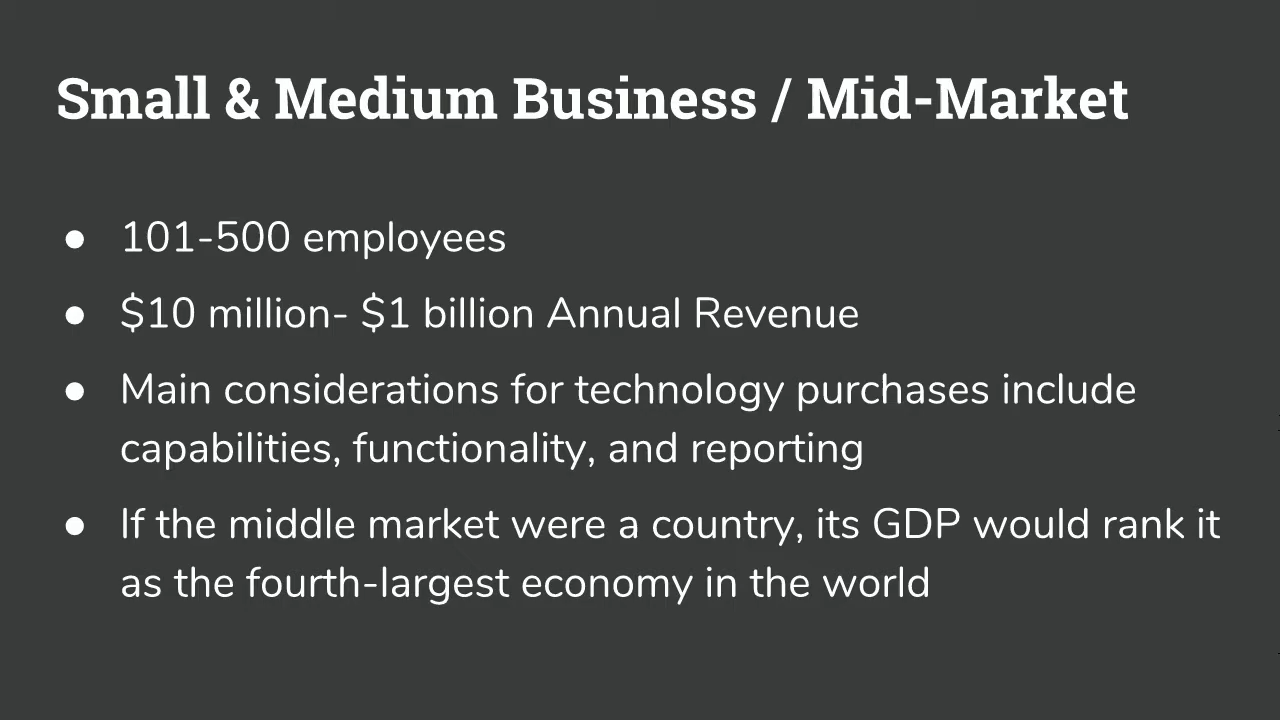 Small & Medium Business / Mid-Market
● 101-500 employees
● $10 million- $1 billion Annual Revenue
● Main considerations for technology purchases include
capabilities, functionality, and reporting
● If the middle market were a country, its GDP would rank it
as the fourth-largest economy in the world